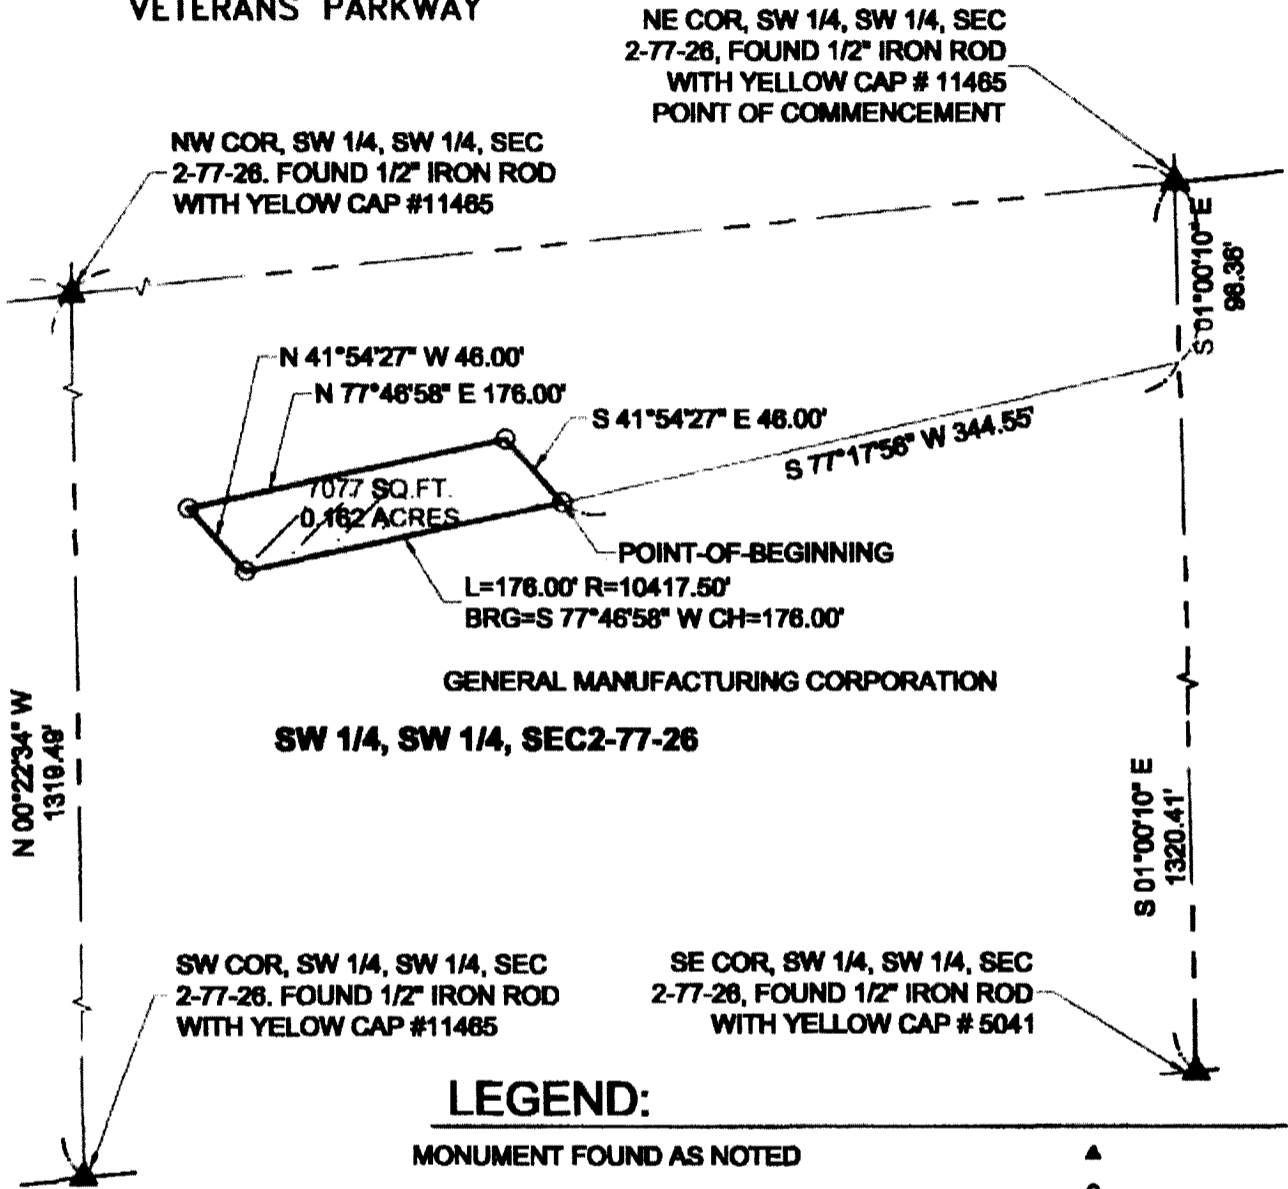 VETERANS PARKWAY
NE COR, SW 1/4, SW 1/4, SEC
2-77-26, FOUND 1/2" IRON ROD
WITH YELLOW CAP # 11465
POINT OF COMMENCEMENT
NW COR, SW 1/4, SW 1/4, SEC
2-77-26. FOUND 1/2" IRON ROD
WITH YELOW CAP #11465
S 01°00'10" E
98.36'
N 41°54'27" W 46.00'
N 77°46'58" E 176.00'
S 41°54'27" E 46.00'
S 77°17'56" W 344.55'
7077 SQ.FT.
0.162 ACRES
POINT-OF-BEGINNING
L=176.00' R=10417.50'
BRG=S 77°46'58" W CH=176.00'
GENERAL MANUFACTURING CORPORATION
SW 1/4, SW 1/4, SEC2-77-26
N 00°22'34" W
1319.49'
S 01°00'10" E
1320.41'
SW COR, SW 1/4, SW 1/4, SEC
2-77-26. FOUND 1/2" IRON ROD
WITH YELOW CAP #11465
SE COR, SW 1/4, SW 1/4, SEC
2-77-26, FOUND 1/2" IRON ROD
WITH YELLOW CAP # 5041
LEGEND:
MONUMENT FOUND AS NOTED